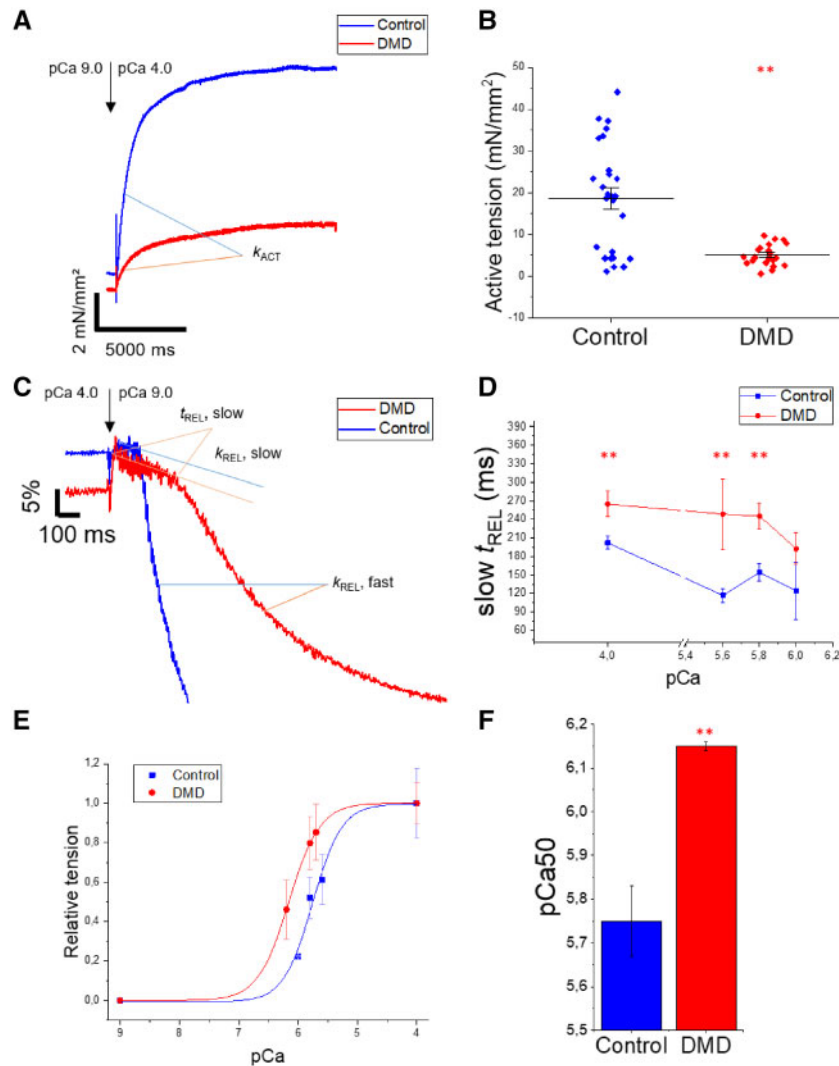 A
Control
DMD
pCa 9.0 pCa 4.0
kACT
2 mN/mm²
5000 ms
B
**
50
40
30
20
10
0
-10
Active tension (mN/mm²)
Control DMD
C
pCa 4.0 pCa 9.0
DMD
Control
tREL, slow
kREL, slow
5%
100 ms
kREL, fast
D
Control
DMD
390
360
330
300
270
240
210
180
150
120
90
60
** ** **
slow tREL (ms)
4,0 5,4 5,6 5,8 6,0 6,2
pCa
E
Control
DMD
1,2
1,0
0,8
0,6
0,4
0,2
0,0
Relative tension
9 8 7 6 5 4
pCa
F
**
6,2
6,1
6,0
5,9
5,8
5,7
5,6
5,5
pCa50
Control DMD